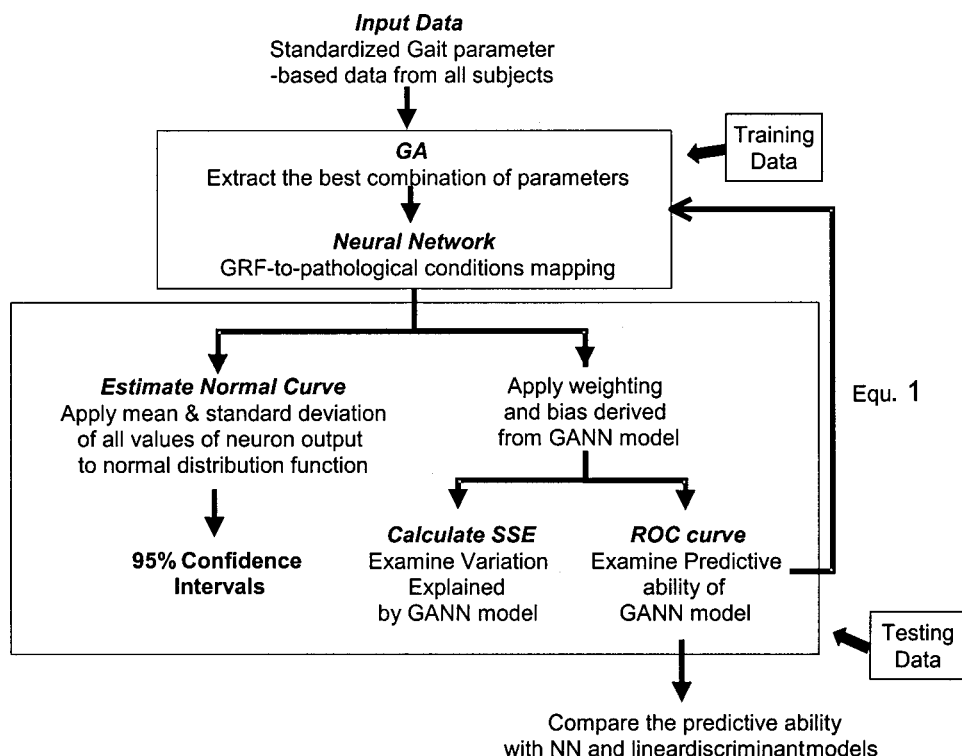 Input Data
Standardized Gait parameter
-based data from all subjects
Training
Data
GA
Extract the best combination of parameters
Neural Network
GRF-to-pathological conditions mapping
Estimate Normal Curve
Apply mean & standard deviation
of all values of neuron output
to normal distribution function
95% Confidence
Intervals
Apply weighting
and bias derived
from GANN model
Equ. 1
Calculate SSE
Examine Variation
Explained
by GANN model
ROC curve
Examine Predictive
ability of
GANN model
Testing
Data
Compare the predictive ability
with NN and lineardiscriminantmodels